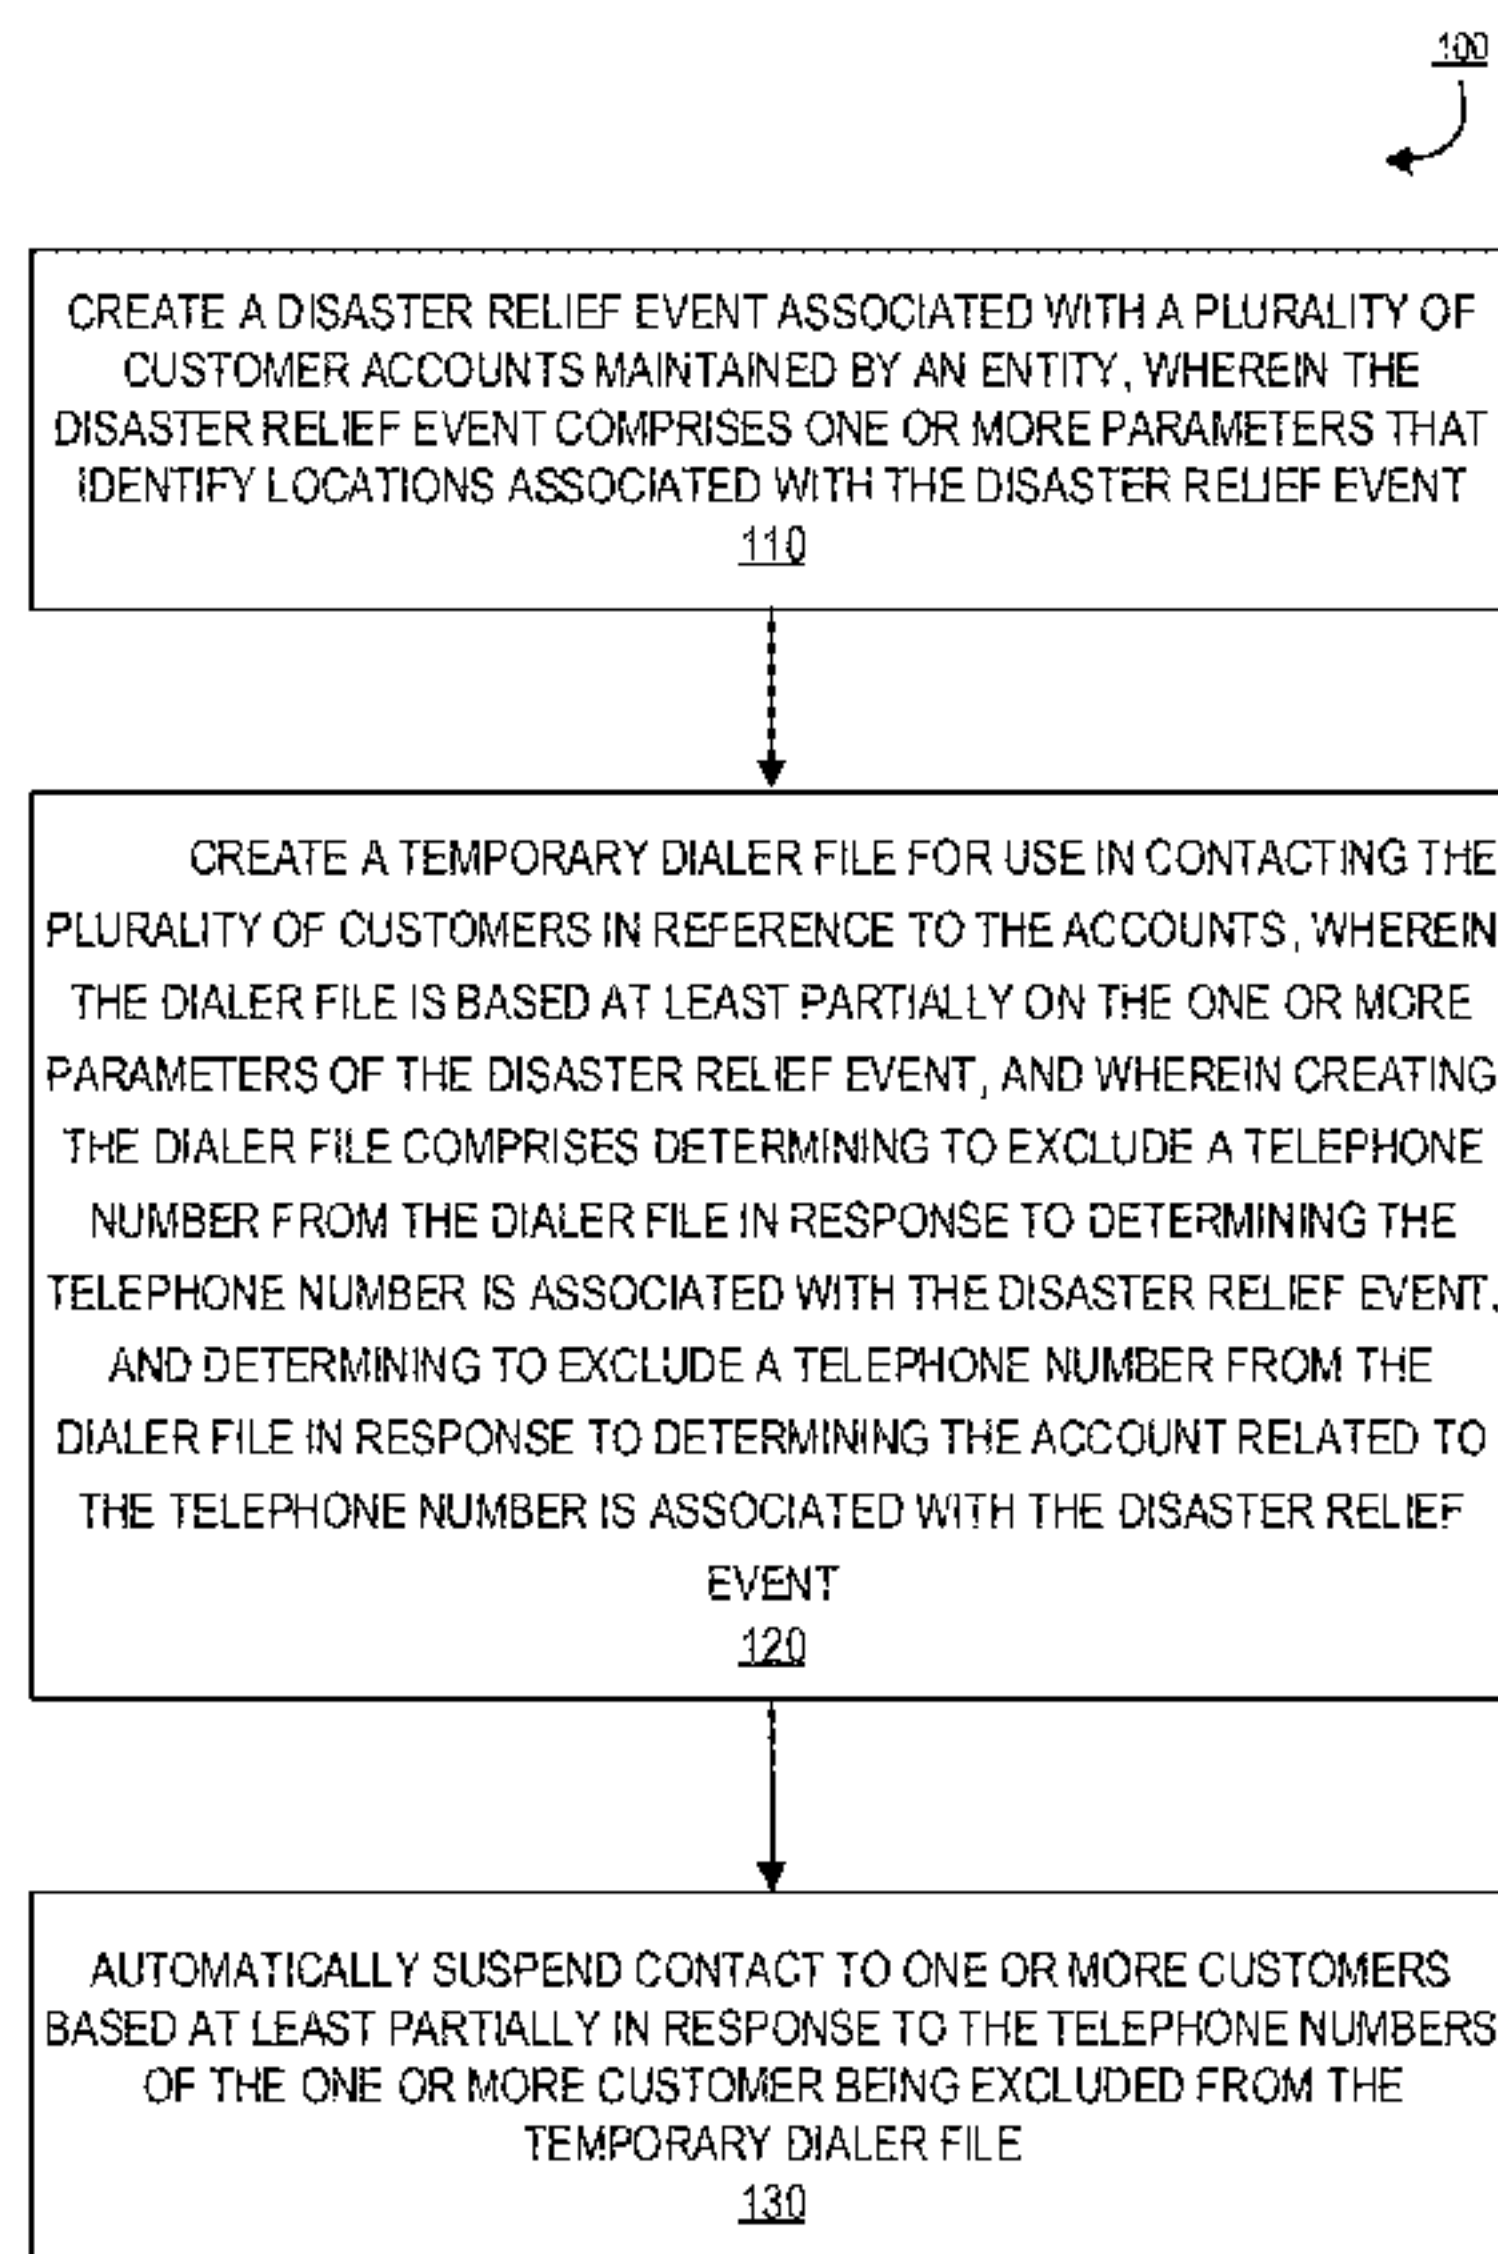 100
CREATE A DISASTER RELIEF EVENT ASSOCIATED WITH A PLURALITY OF
CUSTOMER ACCOUNTS MAINTAINED BY AN ENTITY, WHEREIN THE
DISASTER RELIEF EVENT COMPRISES ONE OR MORE PARAMETERS THAT
IDENTIFY LOCATIONS ASSOCIATED WITH THE DISASTER RELIEF EVENT
110
CREATE A TEMPORARY DIALER FILE FOR USE IN CONTACTING THE
PLURALITY OF CUSTOMERS IN REFERENCE TO THE ACCOUNTS, WHEREIN
THE DIALER FILE IS BASED AT LEAST PARTIALLY ON THE ONE OR MORE
PARAMETERS OF THE DISASTER RELIEF EVENT, AND WHEREIN CREATING
THE DIALER FILE COMPRISES DETERMINING TO EXCLUDE A TELEPHONE
NUMBER FROM THE DIALER FILE IN RESPONSE TO DETERMINING THE
TELEPHONE NUMBER IS ASSOCIATED WITH THE DISASTER RELIEF EVENT,
AND DETERMINING TO EXCLUDE A TELEPHONE NUMBER FROM THE
DIALER FILE IN RESPONSE TO DETERMINING THE ACCOUNT RELATED TO
THE TELEPHONE NUMBER IS ASSOCIATED WITH THE DISASTER RELIEF
EVENT
120
AUTOMATICALLY SUSPEND CONTACT TO ONE OR MORE CUSTOMERS
BASED AT LEAST PARTIALLY IN RESPONSE TO THE TELEPHONE NUMBERS
OF THE ONE OR MORE CUSTOMER BEING EXCLUDED FROM THE
TEMPORARY DIALER FILE
130